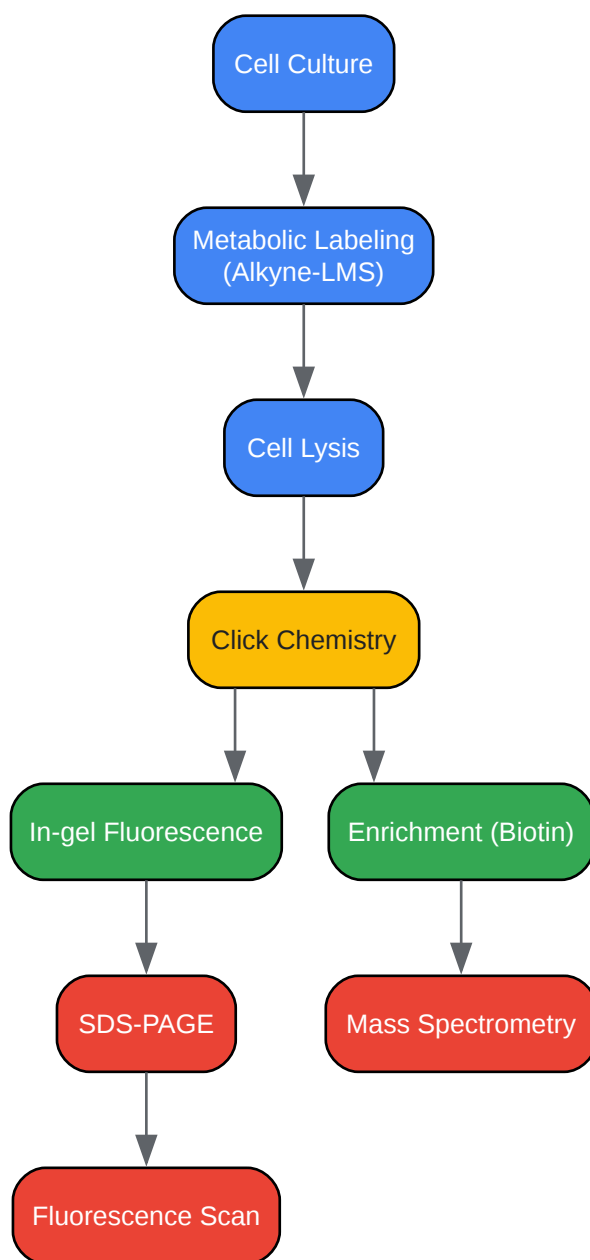 Cell Culture
Metabolic Labeling
(Alkyne-LMS)
Cell Lysis
Click Chemistry
In-gel Fluorescence
Enrichment (Biotin)
SDS-PAGE
Mass Spectrometry
Fluorescence Scan